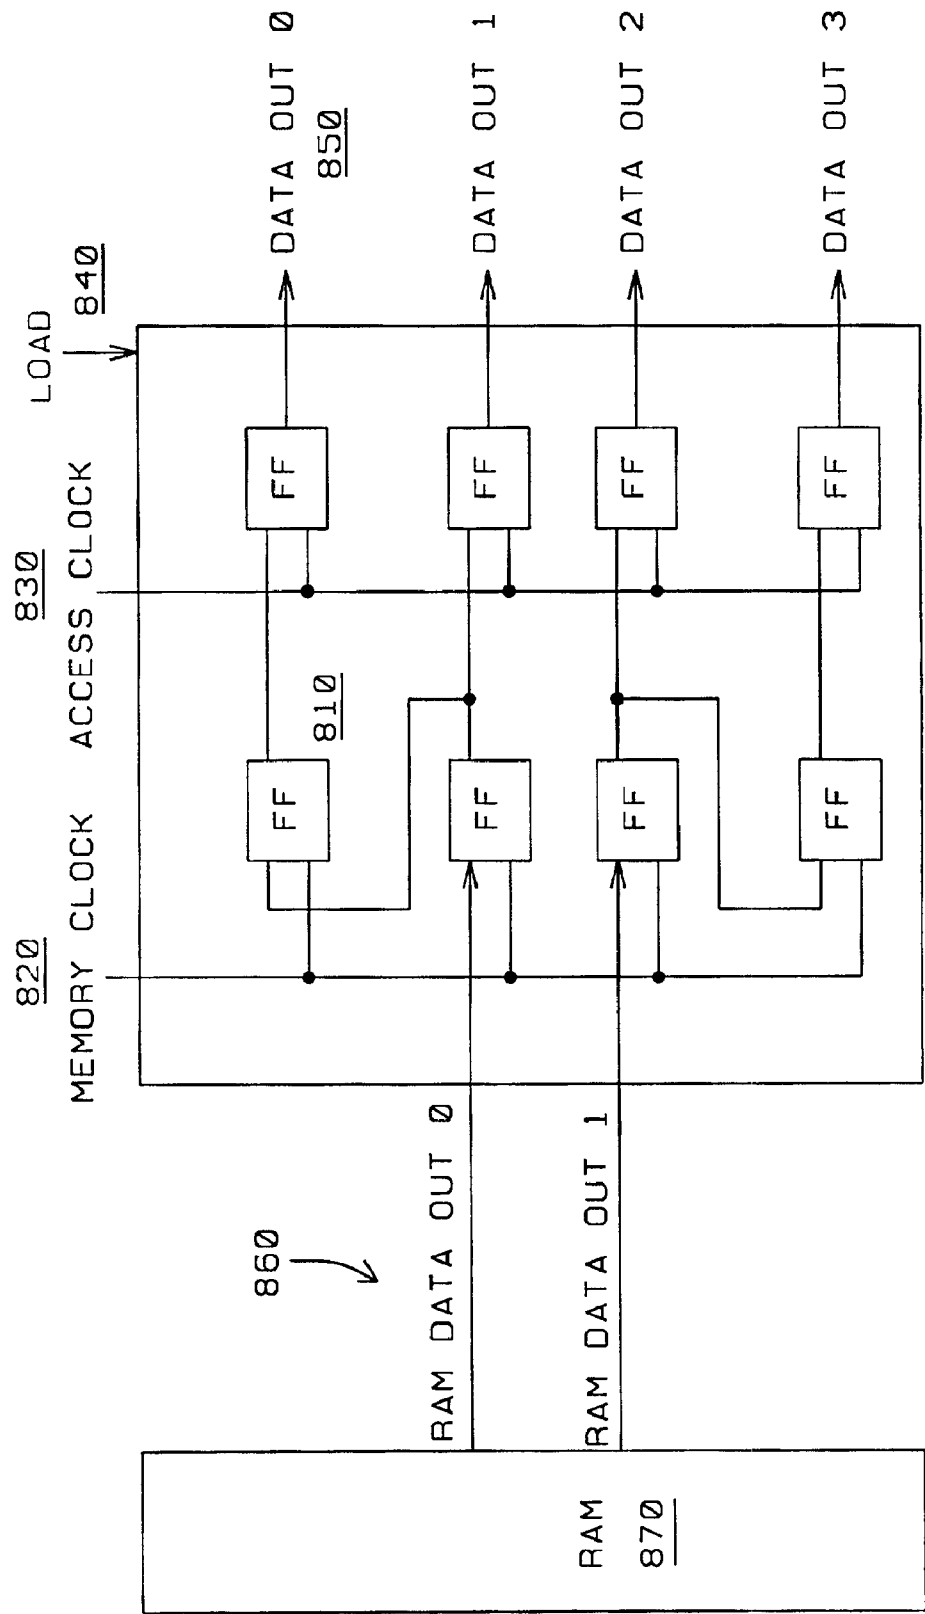 LOAD
840
MEMORY CLOCK
820
ACCESS CLOCK
830
FF
FF
DATA OUT 0
850
810
RAM DATA OUT 0
FF
FF
DATA OUT 1
860
RAM DATA OUT 1
FF
FF
DATA OUT 2
FF
FF
DATA OUT 3
RAM
870